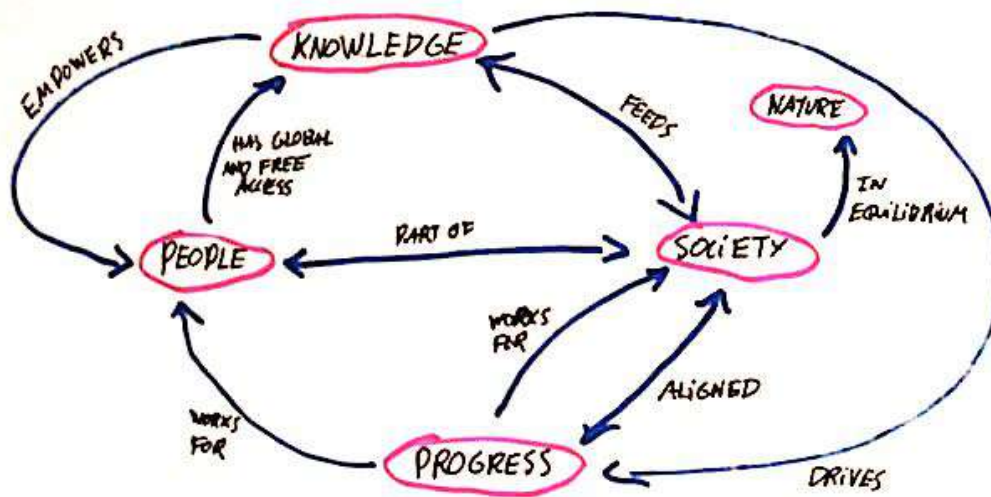 KNOWLEDGE
EMPOWERS
FEEDS
NATURE
HAS GLOBAL
AND FREE
ACCESS
IN
EQUILIBRIUM
PART OF
PEOPLE
SOCIETY
WORKS
FOR
ALIGNED
WORKS
FOR
PROGRESS
DRIVES